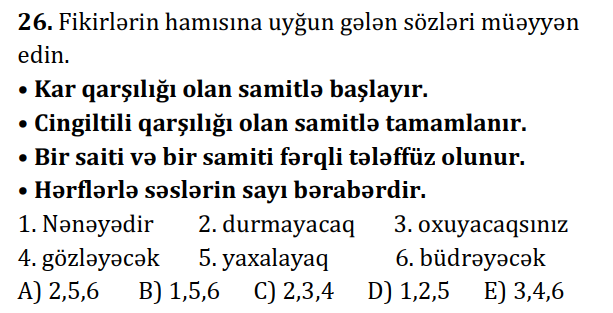 26. Fikirlərin hamısına uyğun gələn sözləri müəyyən
edin.
• Kar qarşılığı olan samitlə başlayır.
• Cingiltili qarşılığı olan samitlə tamamlanır.
• Bir saiti və bir samiti fərqli tələffüz olunur.
• Hərflərlə səslərin sayı bərabərdir.
1. Nənəyədir 2. durmayacaq 3. oxuyacaqsınız
4. gözləyəcək 5. yaxalayaq 6. büdrəyəcək
A) 2,5,6 B) 1,5,6 C) 2,3,4 D) 1,2,5 E) 3,4,6